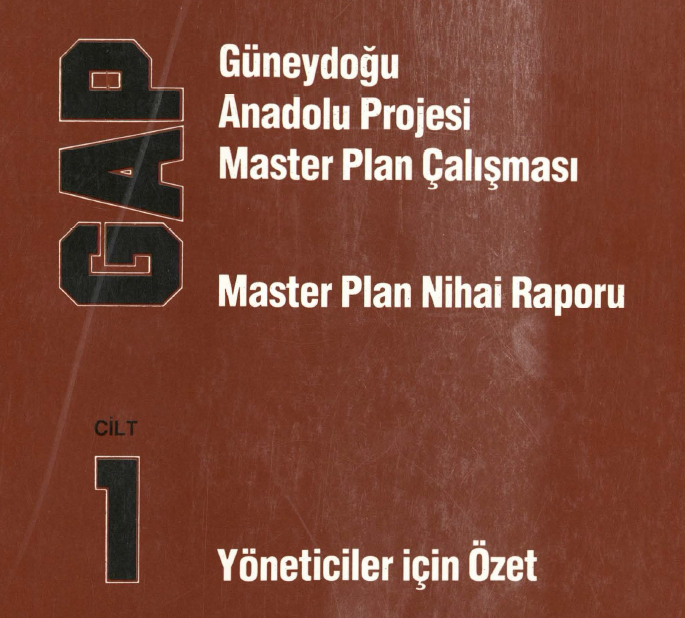 GAP
Güneydoğu
Anadolu Projesi
Master Plan Çalışması
Master Plan Nihai Raporu
CİLT
1
Yöneticiler için Özet